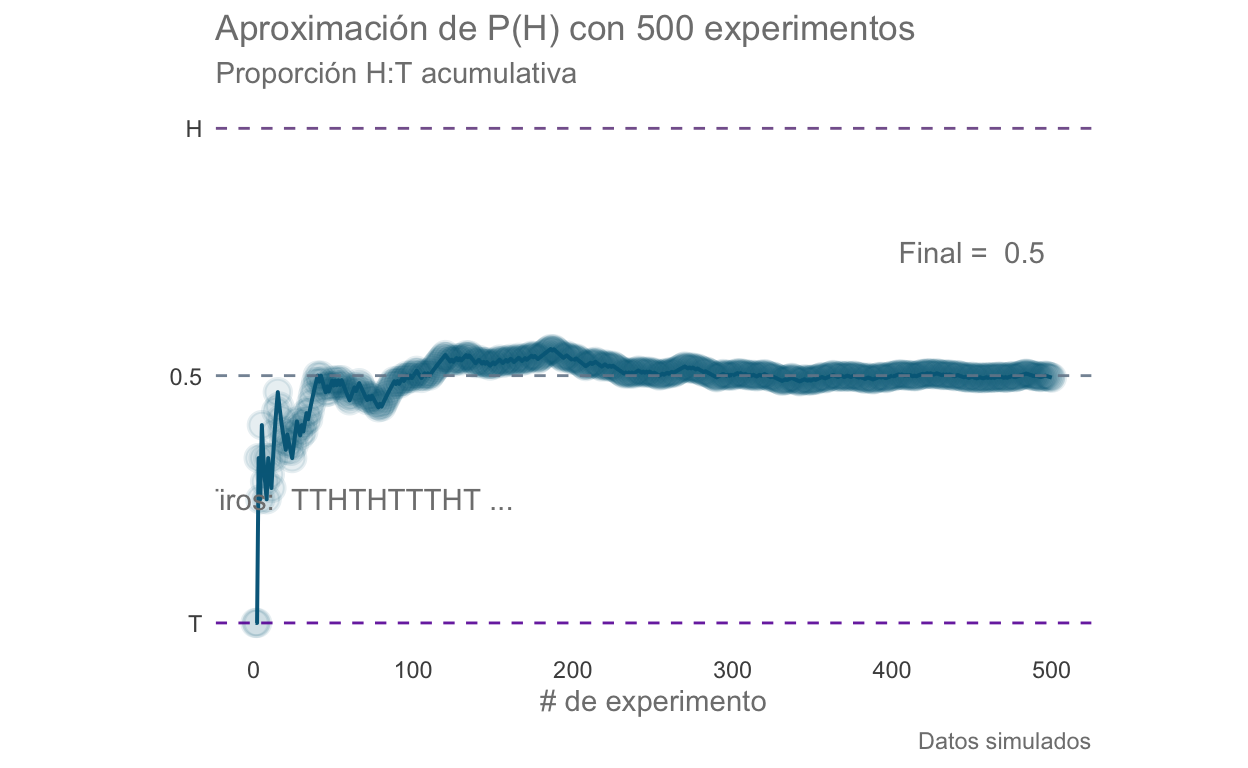 Aproximación de P(H) con 500 experimentos
Proporción H:T acumulativa
H
Final = 0.5
0.5
TTHTHTTTHT ...
T
0 100 200 300 400 500
# de experimento
Datos simulados